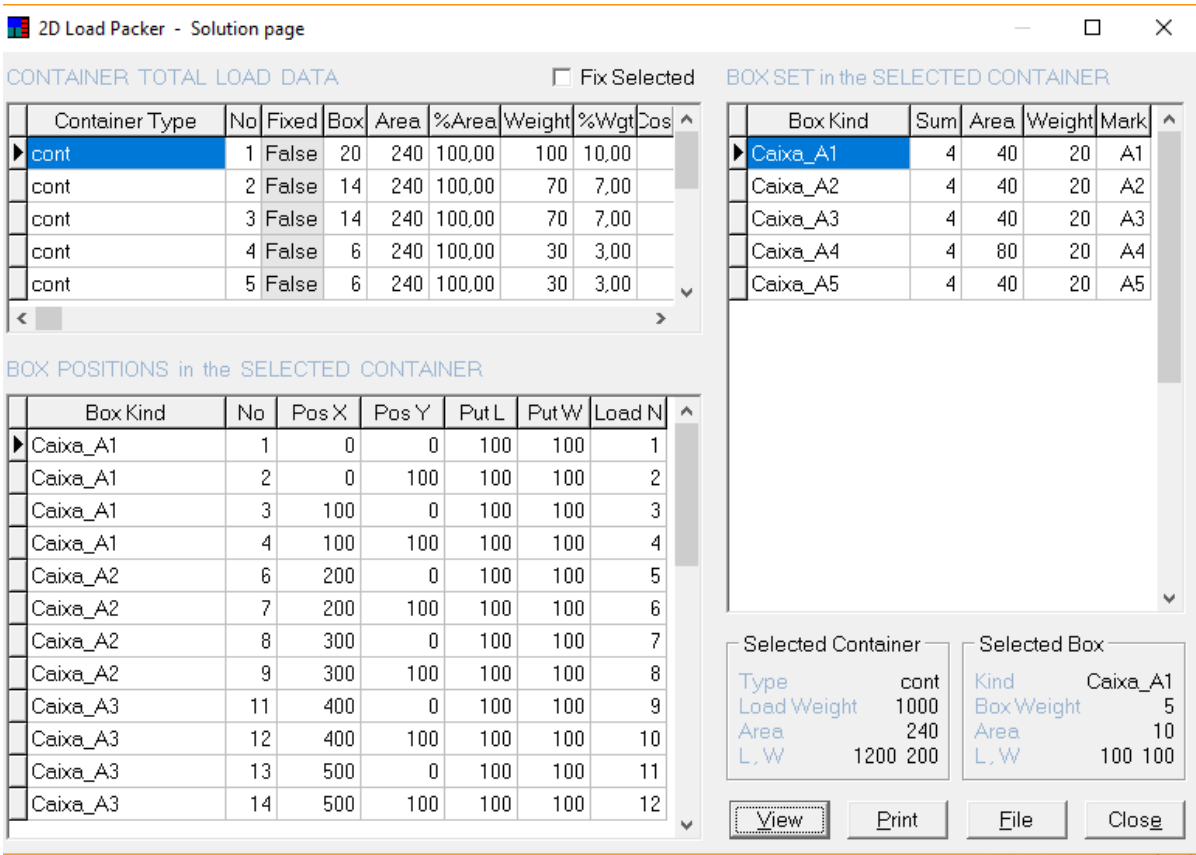 2D Load Packer - Solution page
CONTAINER TOTAL LOAD DATA
Fix Selected
Container Type No Fixed Box Area %Area Weight %Wgt Cos
cont 1 False 20 240 100,00 100 10,00
cont 2 False 14 240 100,00 70 7,00
cont 3 False 14 240 100,00 70 7,00
cont 4 False 6 240 100,00 30 3,00
cont 5 False 6 240 100,00 30 3,00
BOX POSITIONS in the SELECTED CONTAINER
Box Kind No Pos X Pos Y Put L Put W Load N
Caixa_A1 1 0 0 100 100 1
Caixa_A1 2 0 100 100 100 2
Caixa_A1 3 100 0 100 100 3
Caixa_A1 4 100 100 100 100 4
Caixa_A2 6 200 0 100 100 5
Caixa_A2 7 200 100 100 100 6
Caixa_A2 8 300 0 100 100 7
Caixa_A2 9 300 100 100 100 8
Caixa_A3 11 400 0 100 100 9
Caixa_A3 12 400 100 100 100 10
Caixa_A3 13 500 0 100 100 11
Caixa_A3 14 500 100 100 100 12
BOX SET in the SELECTED CONTAINER
Box Kind Sum Area Weight Mark
Caixa_A1 4 40 20 A1
Caixa_A2 4 40 20 A2
Caixa_A3 4 40 20 A3
Caixa_A4 4 80 20 A4
Caixa_A5 4 40 20 A5
Selected Container
Type cont
Load Weight 1000
Area 240
L, W 1200 200
Selected Box
Kind Caixa_A1
Box Weight 5
Area 10
L, W 100 100
View Print File Close